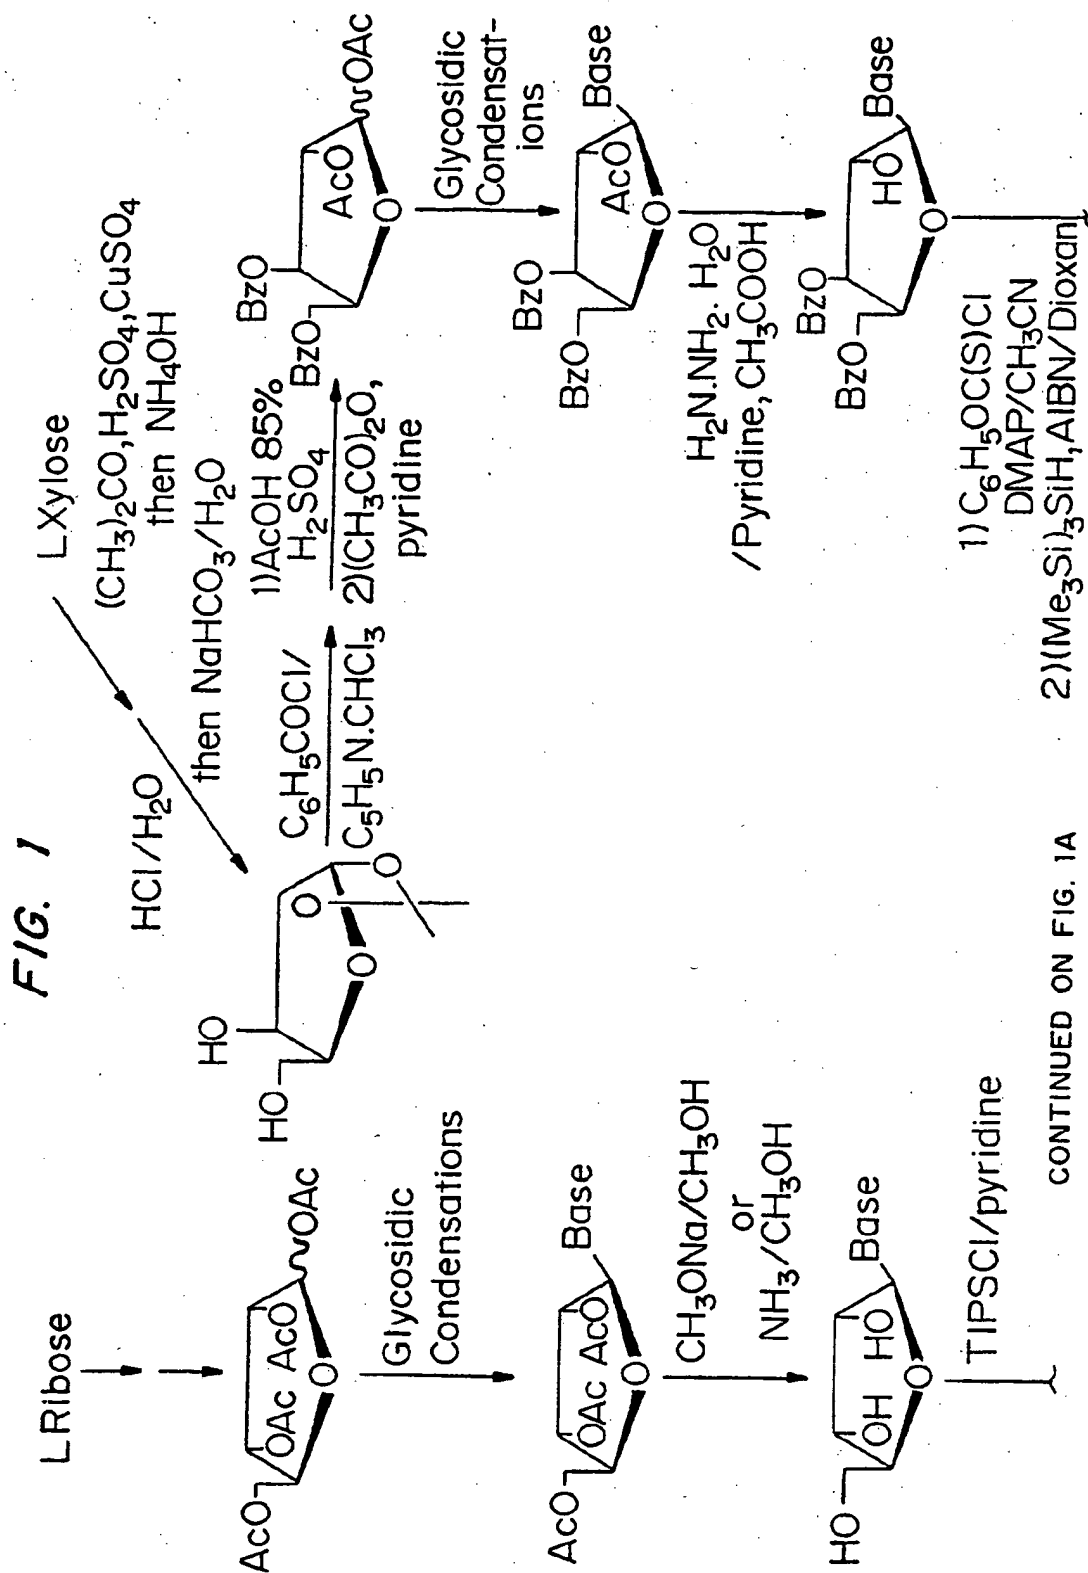 FIG. 1
L Ribose
AcO
OAc AcO
OAc
O
Glycosidic
Condensations
AcO
OAc AcO
Base
O
CH3ONa/CH3OH
or
NH3/CH3OH
HO
OH HO
Base
O
TIPSCl/pyridine
L Xylose
(CH3)2CO,H2SO4,CuSO4
then NH4OH
HCl/H2O
then NaHCO3/H2O
HO
HO
O
O
O
C6H5COCl/
C5H5N.CHCl3
1)AcOH 85%
H2SO4
2)(CH3CO)2O,
pyridine
BzO
BzO
AcO
OAc
O
Glycosidic
Condensat-
ions
BzO
BzO
AcO
Base
O
H2N.NH2. H2O
/Pyridine,CH3COOH
BzO
BzO
HO
Base
O
1)C6H5OC(S)Cl
DMAP/CH3CN
2)(Me3Si)3SiH,AIBN/Dioxan
CONTINUED ON FIG. 1A